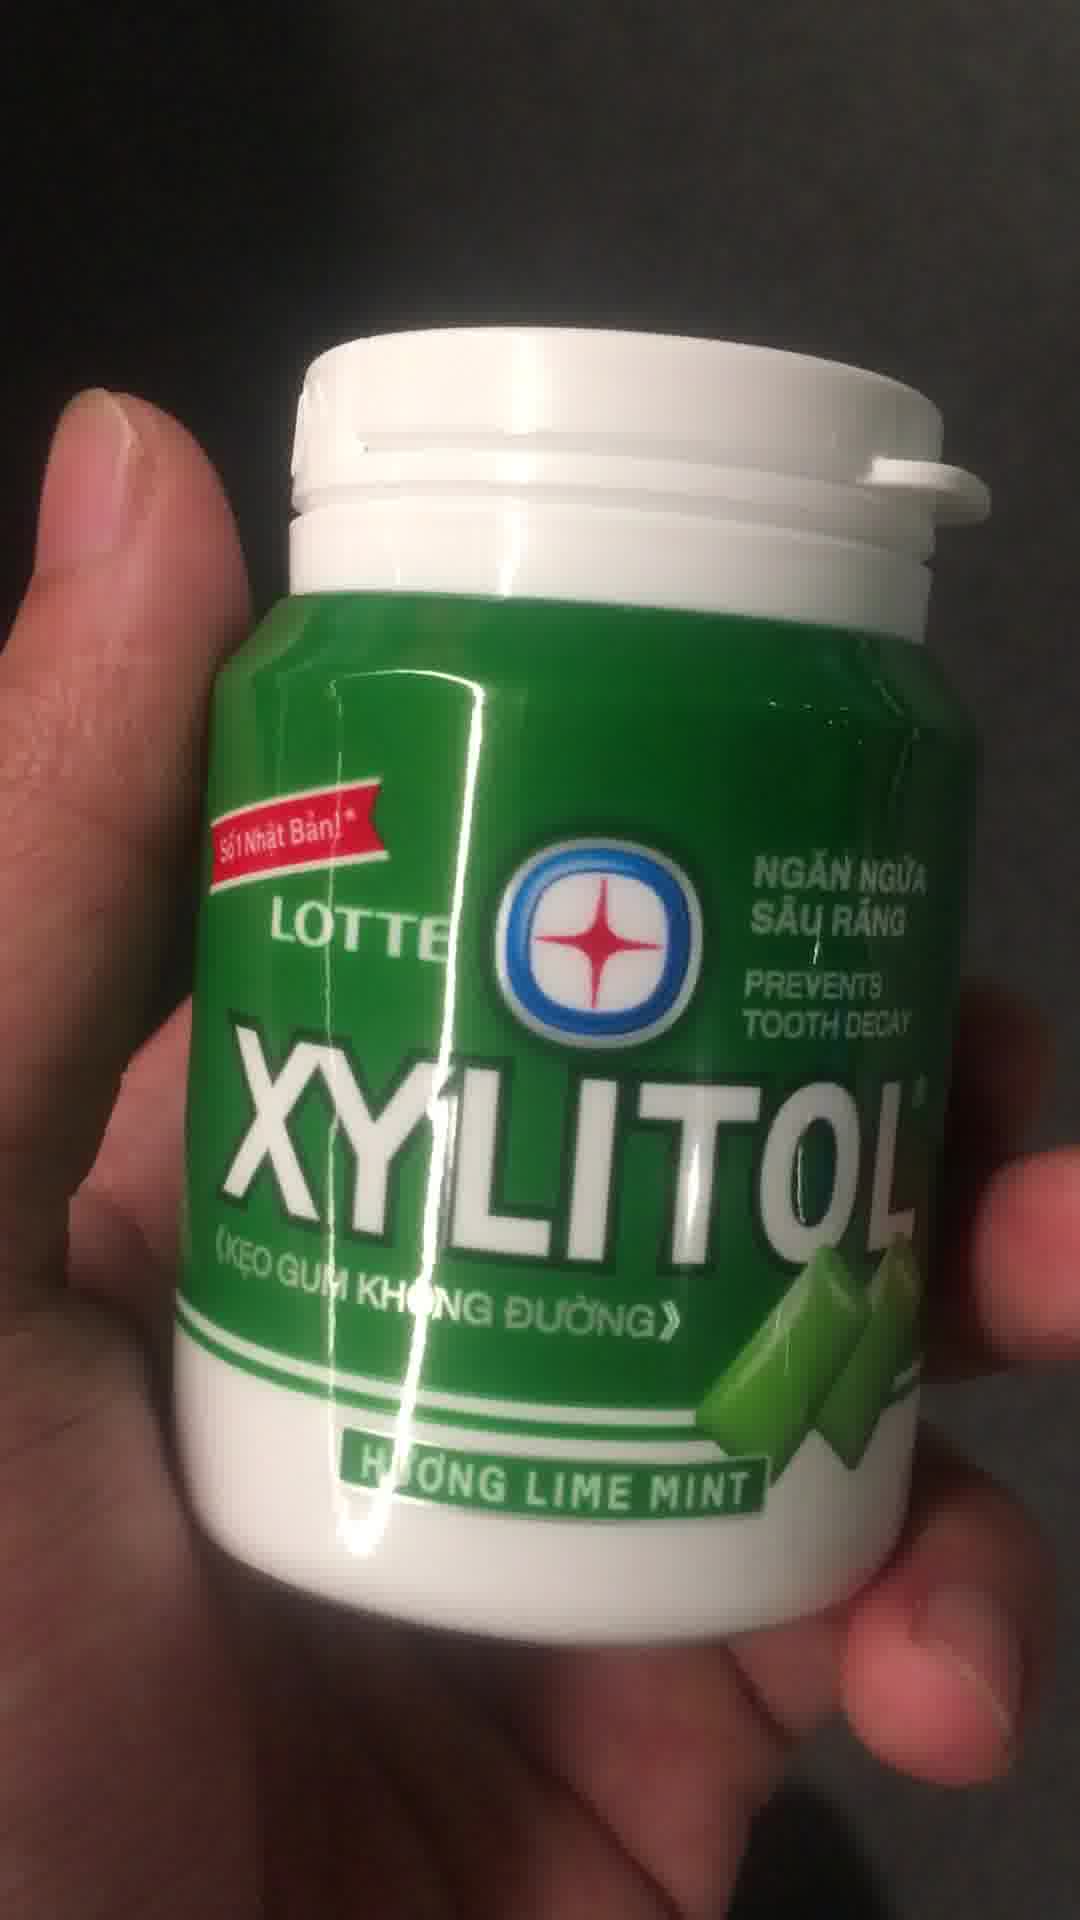 Số 1 Nhật Bản!*
LOTTE
NGĂN NGỪA
SÂU RĂNG
PREVENTS
TOOTH DECAY
XYLITOL®
《KẸO GUM KHÔNG ĐƯỜNG》
HƯƠNG LIME MINT